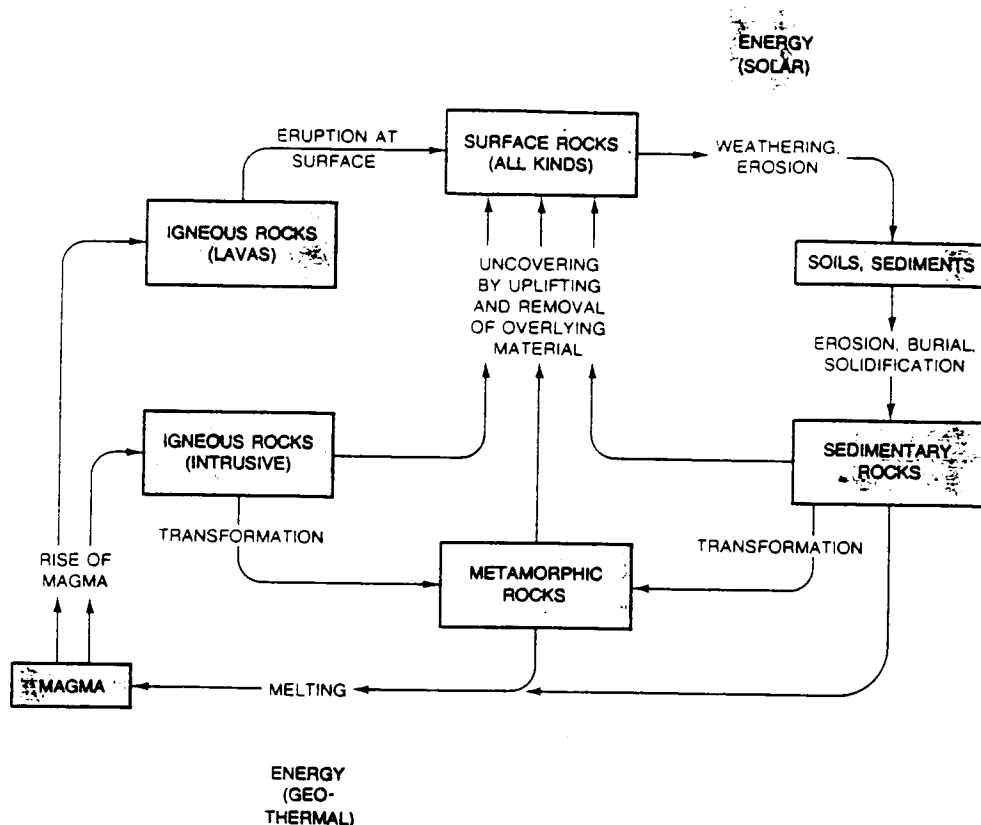 ENERGY
(SOLAR)
ERUPTION AT
SURFACE
SURFACE ROCKS
(ALL KINDS)
WEATHERING,
EROSION
IGNEOUS ROCKS
(LAVAS)
UNCOVERING
BY UPLIFTING
AND REMOVAL
OF OVERLYING
MATERIAL
SOILS, SEDIMENTS
EROSION, BURIAL,
SOLIDIFICATION
IGNEOUS ROCKS
(INTRUSIVE)
SEDIMENTARY
ROCKS
TRANSFORMATION
TRANSFORMATION
RISE OF
MAGMA
METAMORPHIC
ROCKS
MAGMA
MELTING
ENERGY
(GEO-
THERMAL)